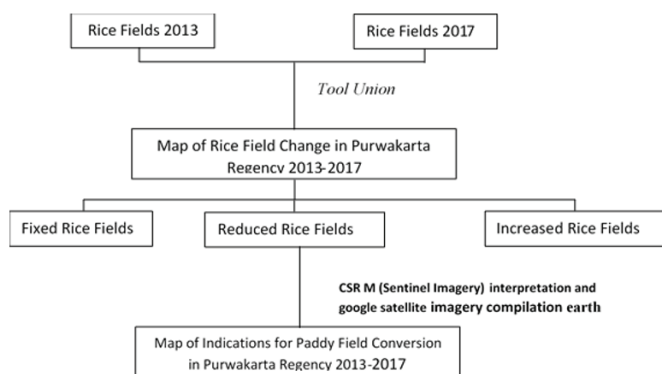 Rice Fields 2013
Rice Fields 2017
Tool Union
Map of Rice Field Change in Purwakarta
Regency 2013-2017
Fixed Rice Fields
Reduced Rice Fields
Increased Rice Fields
CSR M (Sentinel Imagery) interpretation and
google satellite imagery compilation earth
Map of Indications for Paddy Field Conversion
in Purwakarta Regency 2013-2017